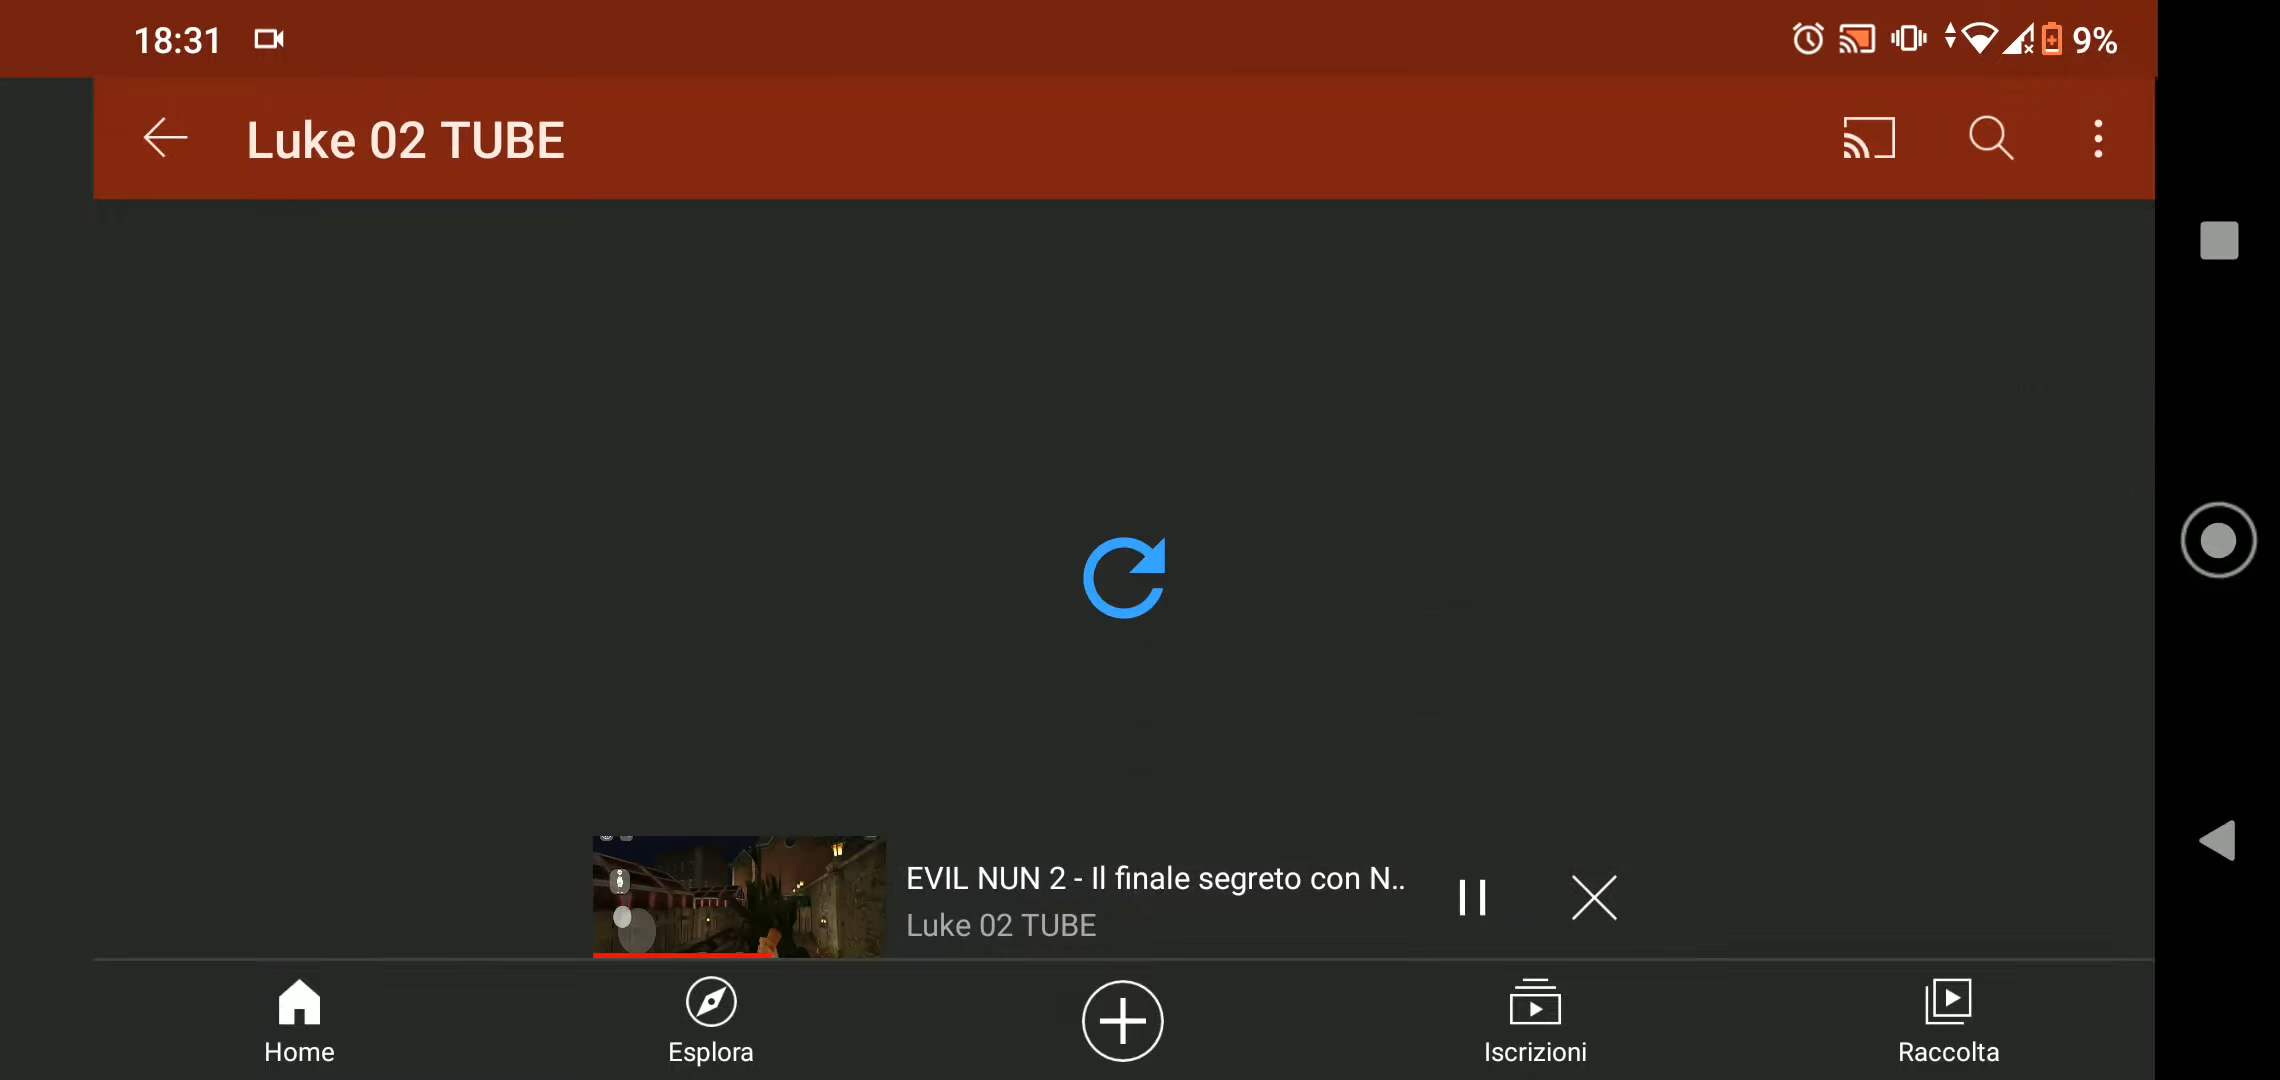 18:31
9%
Luke 02 TUBE
EVIL NUN 2 - Il finale segreto con N..
Luke 02 TUBE
Home
Esplora
Iscrizioni
Raccolta